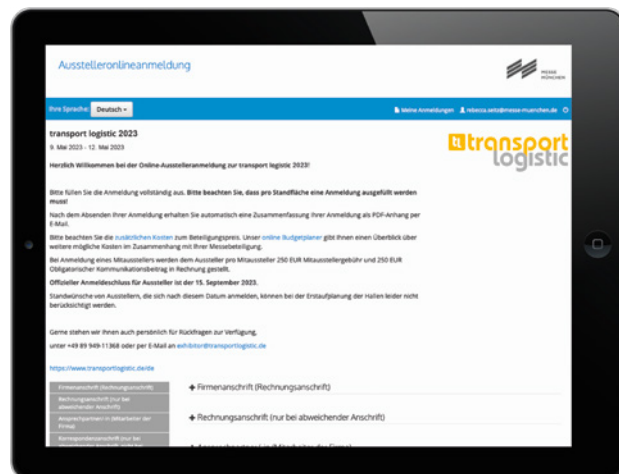 Ausstelleronlineanmeldung
MESSE
MÜNCHEN
Ihre Sprache: Deutsch
Meine Anmeldungen rebecca.seitz@messe-muenchen.de
transport logistic 2023
9. Mai 2023 - 12. Mai 2023
tl transport
logistic
Herzlich Willkommen bei der Online-Ausstelleranmeldung zur transport logistic 2023!
Bitte füllen Sie die Anmeldung vollständig aus. Bitte beachten Sie, dass pro Standfläche eine Anmeldung ausgefüllt werden
muss!
Nach dem Absenden Ihrer Anmeldung erhalten Sie automatisch eine Zusammenfassung Ihrer Anmeldung als PDF-Anhang per
E-Mail.
Bitte beachten Sie die zusätzlichen Kosten zum Beteiligungspreis. Unser online Budgetplaner gibt Ihnen einen Überblick über
weitere mögliche Kosten im Zusammenhang mit Ihrer Messebeteiligung.
Bei Anmeldung eines Mitausstellers werden dem Aussteller pro Mitaussteller 250 EUR Mitausstellergebühr und 250 EUR
Obligatorischer Kommunikationsbeitrag in Rechnung gestellt.
Offizieller Anmeldeschluss für Aussteller ist der 15. September 2023.
Standwünsche von Ausstellern, die sich nach diesem Datum anmelden, können bei der Erstaufplanung der Hallen leider nicht
berücksichtigt werden.
Gerne stehen wir Ihnen auch persönlich für Rückfragen zur Verfügung,
unter +49 89 949-11368 oder per E-Mail an exhibitor@transportlogistic.de
https://www.transportlogistic.de/de
Firmenanschrift (Rechnungsanschrift)
Rechnungsanschrift (nur bei
abweichender Anschrift)
Ansprechpartner/-in (Mitarbeiter der
Firma)
Korrespondenzanschrift (nur bei
+ Firmenanschrift (Rechnungsanschrift)
+ Rechnungsanschrift (nur bei abweichender Anschrift)